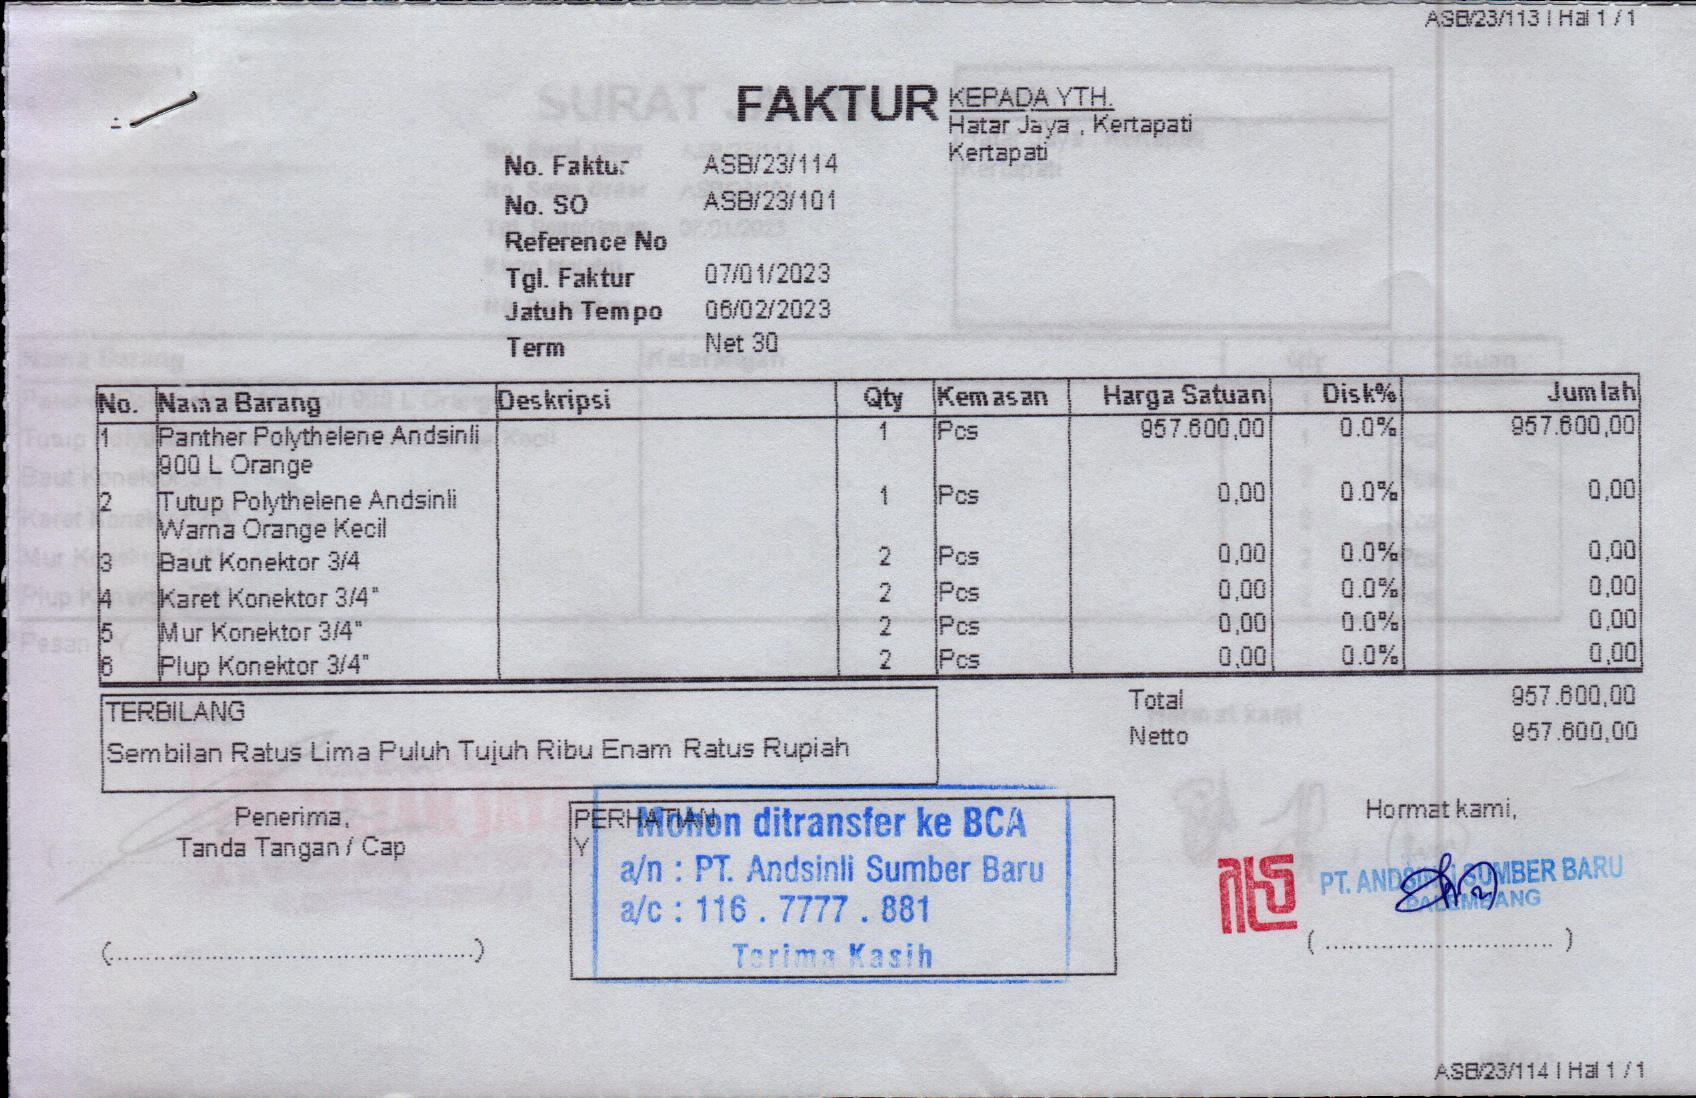 ASB/23/113 | Hal 1 / 1
FAKTUR
KEPADA YTH.
Hatar Jaya , Kertapati
Kertapati
No. Faktur ASB/23/114
No. SO ASB/23/101
Reference No
Tgl. Faktur 07/01/2023
Jatuh Tempo 06/02/2023
Term Net 30
No. Nama Barang Deskripsi Qty Kemasan Harga Satuan Disk% Jumlah
1 Panther Polythelene Andsinli 1 Pcs 957.600,00 0.0% 957.600,00
900 L Orange
2 Tutup Polythelene Andsinli 1 Pcs 0,00 0.0% 0,00
Warna Orange Kecil
3 Baut Konektor 3/4 2 Pcs 0,00 0.0% 0,00
4 Karet Konektor 3/4" 2 Pcs 0,00 0.0% 0,00
5 Mur Konektor 3/4" 2 Pcs 0,00 0.0% 0,00
6 Plup Konektor 3/4" 2 Pcs 0,00 0.0% 0,00
Total 957.600,00
Netto 957.600,00
TERBILANG
Sembilan Ratus Lima Puluh Tujuh Ribu Enam Ratus Rupiah
Penerima,
Tanda Tangan / Cap
(................................................)
PERHATIAN
Y
Mohon ditransfer ke BCA
a/n : PT. Andsinli Sumber Baru
a/c : 116 . 7777 . 881
Terima Kasih
Hormat kami,
PT. ANDSINLI SUMBER BARU
PALEMBANG
( .............................. )
ASB/23/114 | Hal 1 / 1